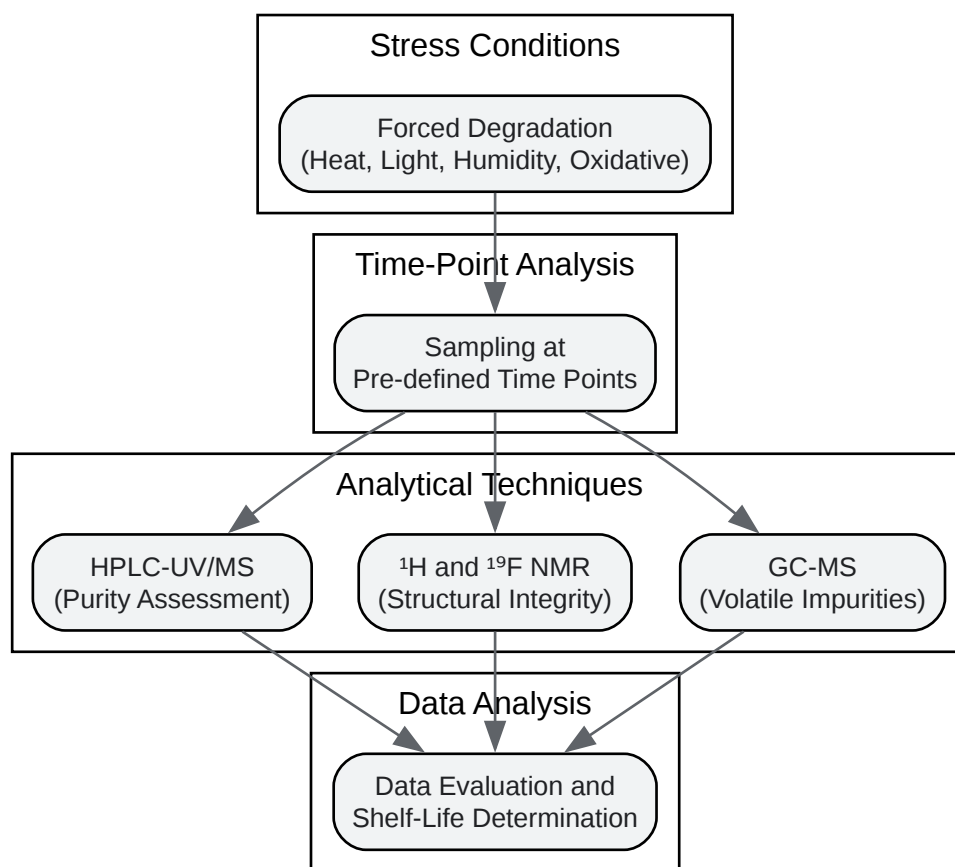 Stress Conditions
Forced Degradation
(Heat, Light, Humidity, Oxidative)
Time-Point Analysis
Sampling at
Pre-defined Time Points
Analytical Techniques
HPLC-UV/MS
(Purity Assessment)
¹H and ¹⁹F NMR
(Structural Integrity)
GC-MS
(Volatile Impurities)
Data Analysis
Data Evaluation and
Shelf-Life Determination